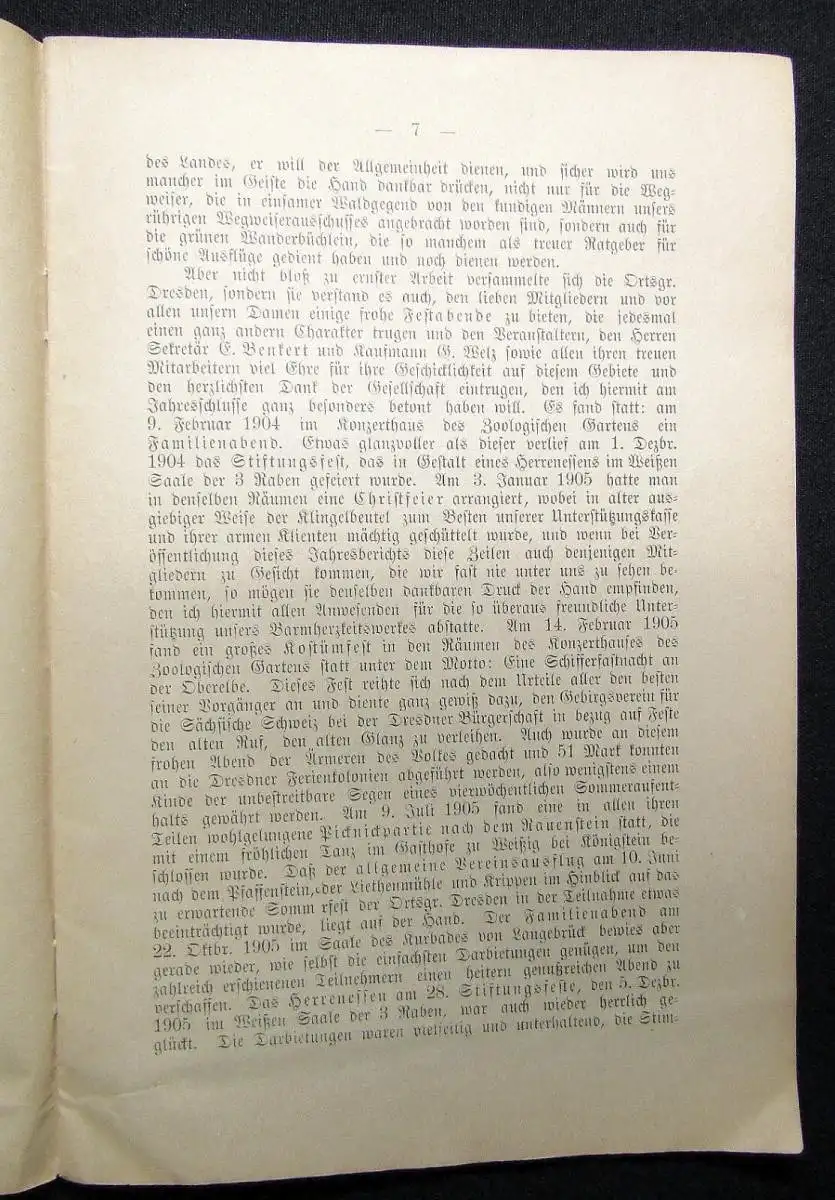 — 7 —
des Landes, er will der Allgemeinheit dienen, und sicher wird uns
mancher im Geiste die Hand dankbar drücken, nicht nur für die Weg-
weiser, die in einsamer Waldgegend von den kundigen Männern unsers
rührigen Wegweiserausschusses angebracht worden sind, sondern auch für
die grünen Wanderbüchlein, die so manchem als treuer Ratgeber für
schöne Ausflüge gedient haben und noch dienen werden.
Aber nicht bloß zu ernster Arbeit versammelte sich die Ortsgr.
Dresden, sondern sie verstand es auch, den lieben Mitgliedern und vor
allen unsern Damen einige frohe Festabende zu bieten, die jedesmal
einen ganz andern Charakter trugen und den Veranstaltern, den Herren
Sekretär E. Benkert und Kaufmann G. Welz sowie allen ihren treuen
Mitarbeitern viel Ehre für ihre Geschicklichkeit auf diesem Gebiete und
den herzlichsten Dank der Gesellschaft eintrugen, den ich hiermit am
Jahresschlusse ganz besonders betont haben will. Es fand statt: am
9. Februar 1904 im Konzerthaus des Zoologischen Gartens ein
Familienabend. Etwas glanzvoller als dieser verlief am 1. Dezbr.
1904 das Stiftungsfest, das in Gestalt eines Herrenessens im Weißen
Saale der 3 Raben gefeiert wurde. Am 3. Januar 1905 hatte man
in denselben Räumen eine Christfeier arrangiert, wobei in alter aus-
giebiger Weise der Klingelbeutel zum Besten unserer Unterstützungskasse
und ihrer armen Klienten mächtig geschüttelt wurde, und wenn bei Ver-
öffentlichung dieses Jahresberichts diese Zeilen auch denjenigen Mit-
gliedern zu Gesicht kommen, die wir fast nie unter uns zu sehen be-
kommen, so mögen sie denselben dankbaren Druck der Hand empfinden,
den ich hiermit allen Anwesenden für die so überaus freundliche Unter-
stützung unsers Barmherzkeitswerkes abstatte. Am 14. Februar 1905
fand ein großes Kostümfest in den Räumen des Konzerthauses des
Zoologischen Gartens statt unter dem Motto: Eine Schifferfastnacht an
der Oberelbe. Dieses Fest reihte sich nach dem Urteile aller den besten
seiner Vorgänger an und diente ganz gewiß dazu, den Gebirgsverein für
die Sächsische Schweiz bei der Dresdner Bürgerschaft in bezug auf Feste
den alten Ruf, den alten Glanz zu verleihen. Auch wurde an diesem
frohen Abend der Ärmeren des Volkes gedacht und 51 Mark konnten
an die Dresdner Ferienkolonien abgeführt werden, also wenigstens einem
Kinde der unbestreitbare Segen eines vierwöchentlichen Sommeraufent-
halts gewährt werden. Am 9. Juli 1905 fand eine in allen ihren
Teilen wohlgelungene Picknickpartie nach dem Rauenstein statt, die
mit einem fröhlichen Tanz im Gasthofe zu Weißig bei Königstein be-
schlossen wurde. Daß der allgemeine Vereinsausflug am 10. Juni
nach dem Pfaffenstein, der Liethenmühle und Krippen im Hinblick auf das
zu erwartende Somm rfest der Ortsgr. Dresden in der Teilnahme etwas
beeinträchtigt wurde, liegt auf der Hand. Der Familienabend am
22. Oktbr. 1905 im Saale des Kurbades von Langebrück bewies aber
gerade wieder, wie selbst die einfachsten Darbietungen genügen, um den
zahlreich erschienenen Teilnehmern einen heitern genußreichen Abend zu
verschaffen. Das Herrenessen am 28. Stiftungsfeste, den 5. Dezbr.
1905 im Weißen Saale der 3 Raben, war auch wieder herrlich ge-
glückt. Die Darbietungen waren vielseitig und unterhaltend, die Stim-